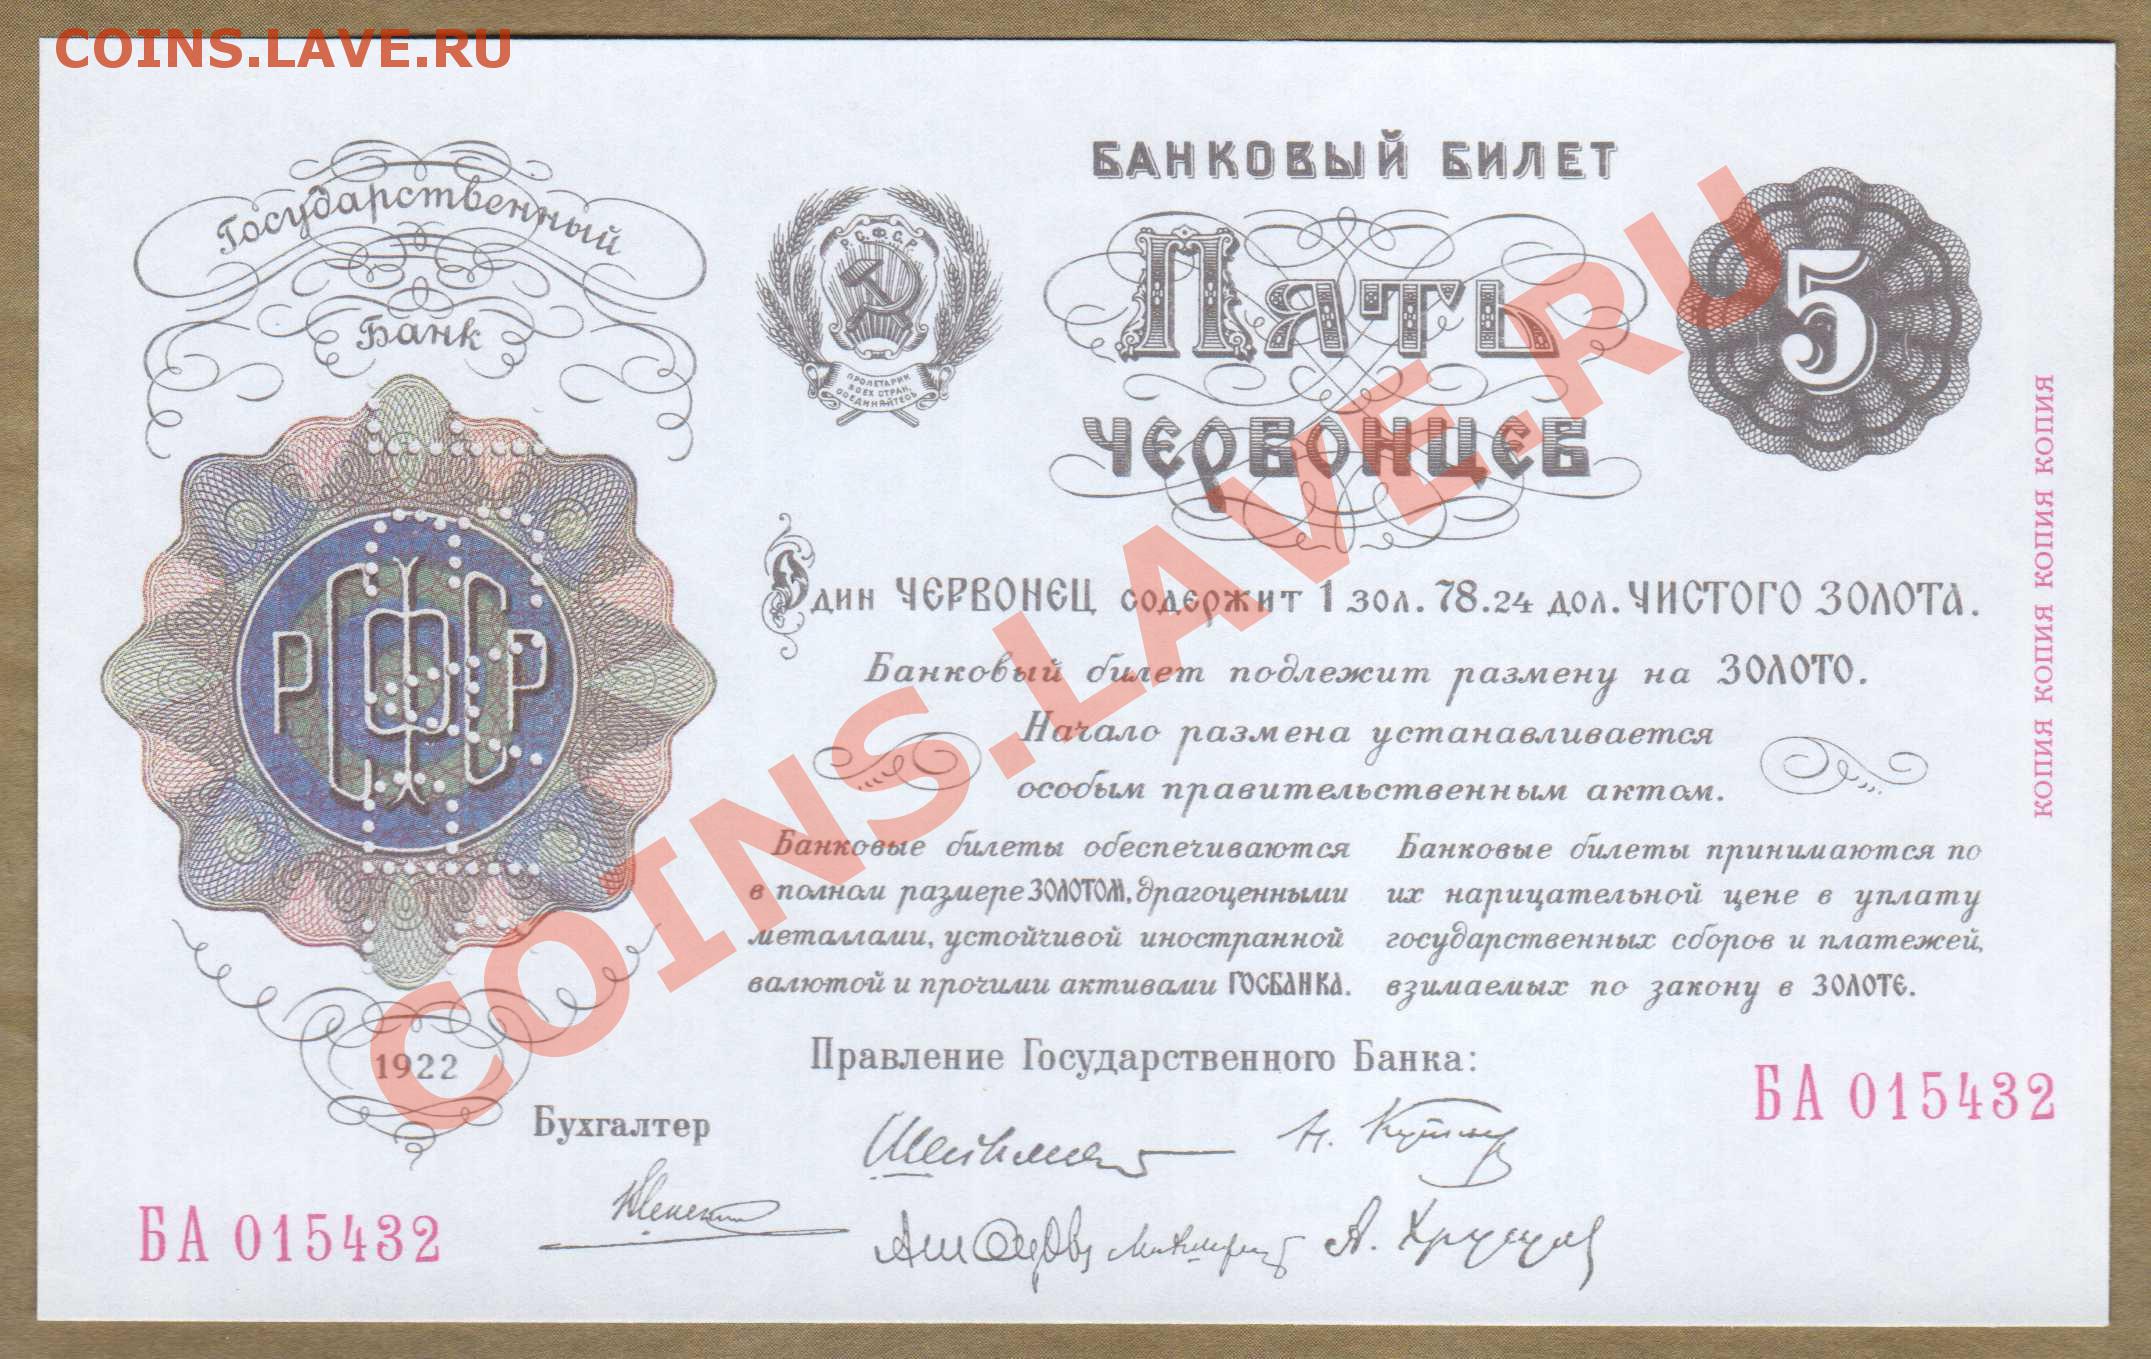 COINS.LAVE.RU
Государственный
Банк
БАНКОВЫЙ БИЛЕТ
Пять
ЧЕРВОНЦЕВ
5
Р.С.Ф.С.Р.
ПРОЛЕТАРИИ
ВСЕХ СТРАН,
СОЕДИНЯЙТЕСЬ
РСФСР
Один ЧЕРВОНЕЦ содержит 1 зол. 78.24 дол. ЧИСТОГО ЗОЛОТА.
Банковый билет подлежит размену на ЗОЛОТО.
Начало размена устанавливается
особым правительственным актом.
Банковые билеты обеспечиваются
в полном размере ЗОЛОТОМ, драгоценными
металлами, устойчивой иностранной
валютой и прочими активами ГОСБАНКА.
Банковые билеты принимаются по
их нарицательной цене в уплату
государственных сборов и платежей,
взимаемых по закону в ЗОЛОТЕ.
1922
Правление Государственного Банка:
Бухгалтер
БА 015432
БА 015432
КОПИЯ КОПИЯ КОПИЯ КОПИЯ КОПИЯ
COINS.LAVE.RU